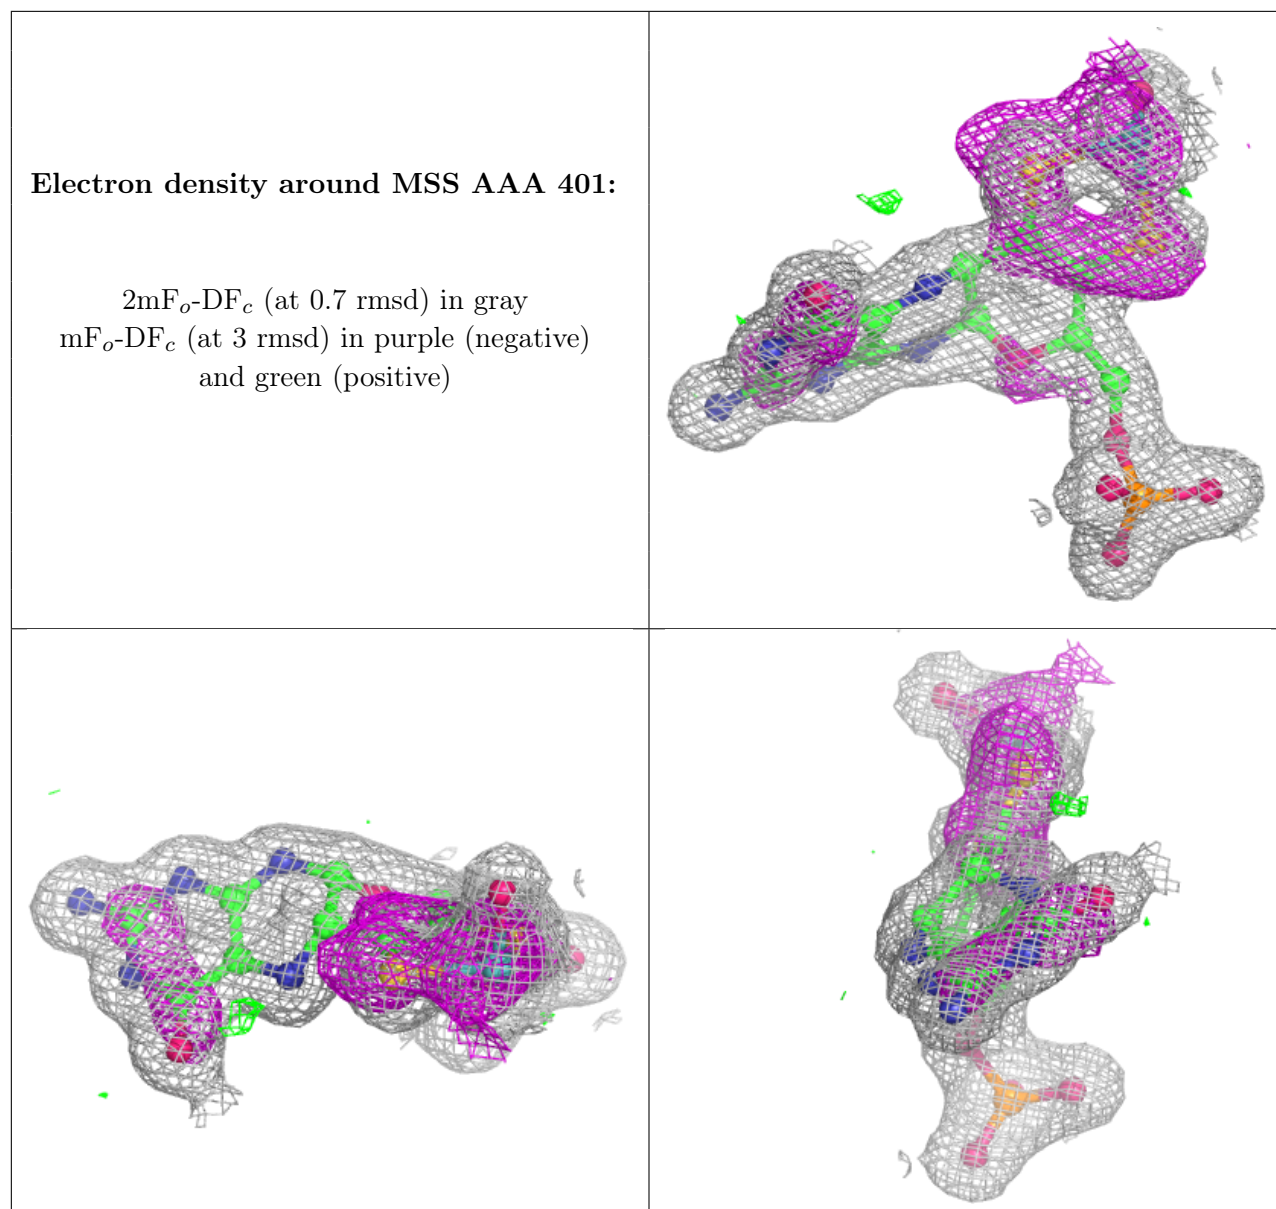 Electron density around MSS AAA 401:
2mFo-DFc (at 0.7 rmsd) in gray
mFo-DFc (at 3 rmsd) in purple (negative)
and green (positive)